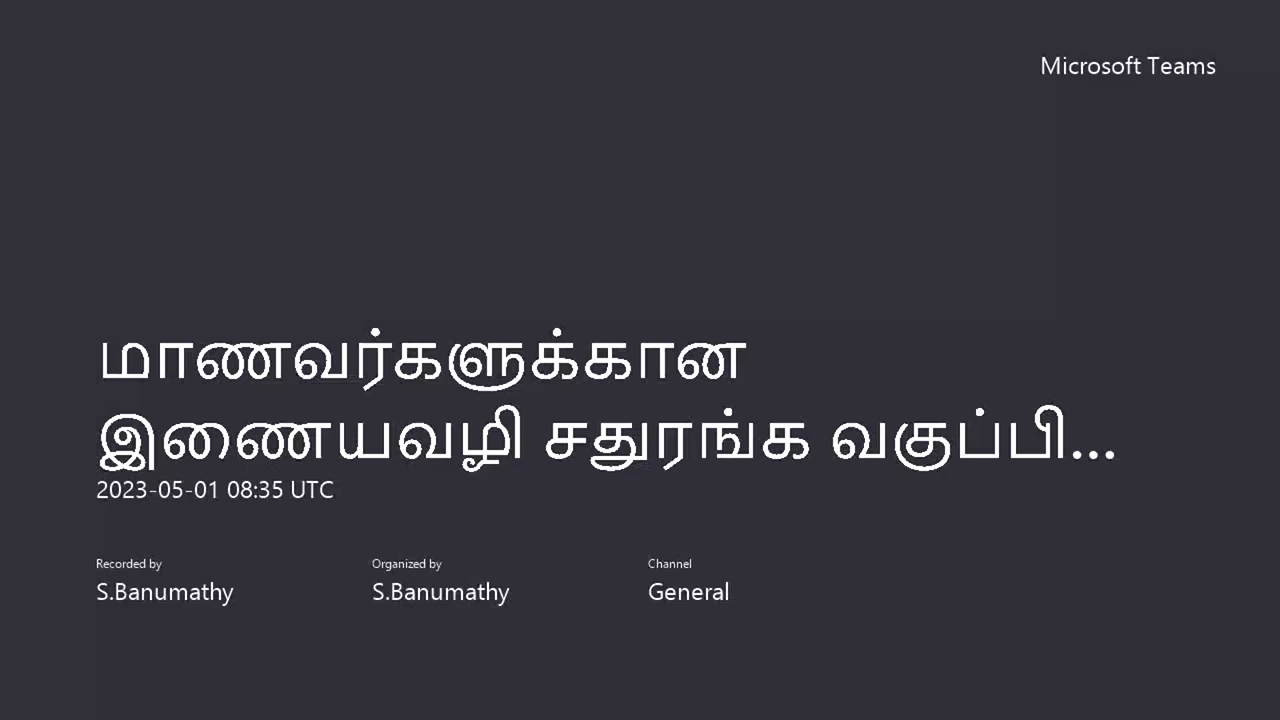 Microsoft Teams
மாணவர்களுக்கான
இணையவழி சதுரங்க வகுப்பி...
2023-05-01 08:35 UTC
Recorded by Organized by Channel
S.Banumathy S.Banumathy General